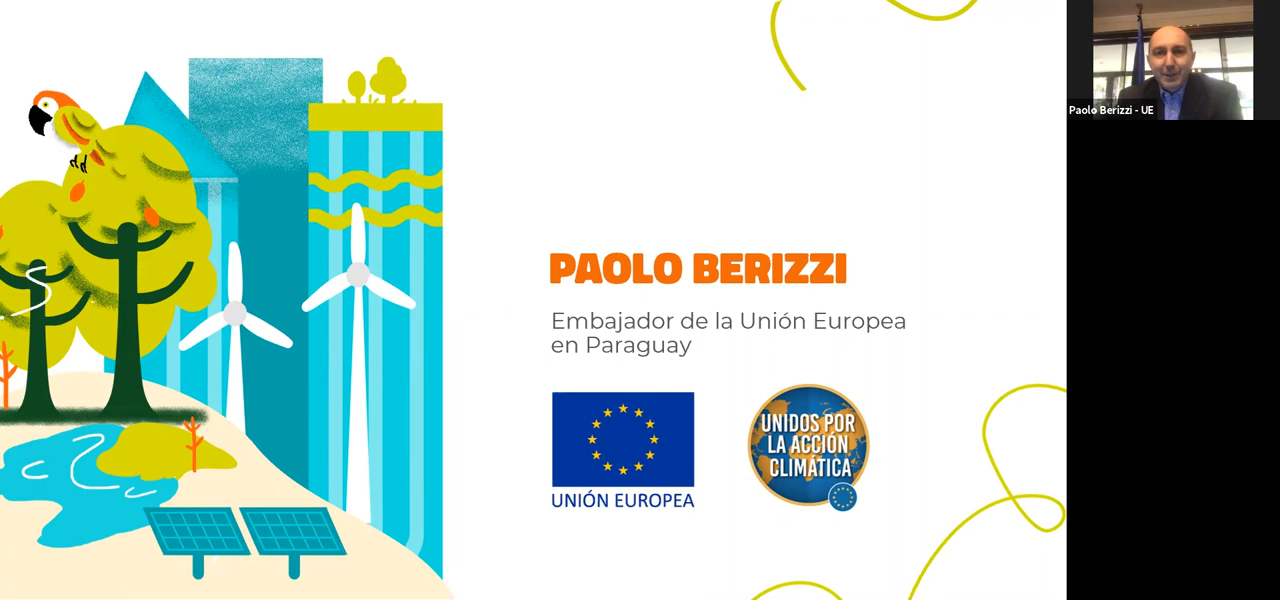 PAOLO BERIZZI
Embajador de la Unión Europea
en Paraguay
UNIÓN EUROPEA
UNIDOS POR
LA ACCIÓN
CLIMÁTICA
Paolo Berizzi - UE